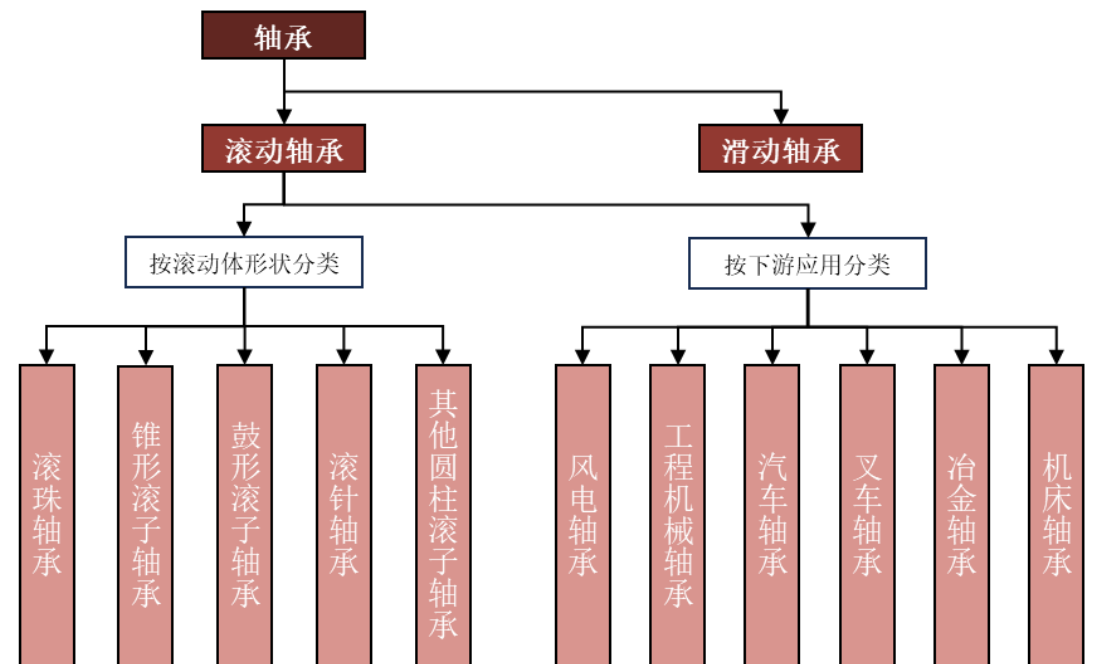 轴承
滚动轴承
滑动轴承
按滚动体形状分类
按下游应用分类
滚珠轴承
锥形滚子轴承
鼓形滚子轴承
滚针轴承
其他圆柱滚子轴承
风电轴承
工程机械轴承
汽车轴承
叉车轴承
冶金轴承
机床轴承